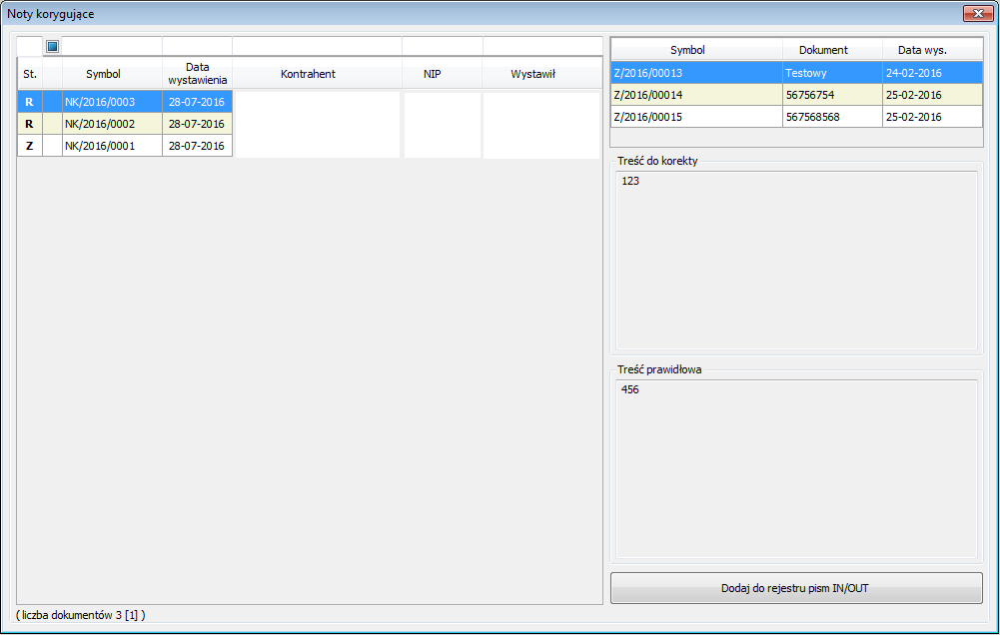 Noty korygujące
St. Symbol Data wystawienia Kontrahent NIP Wystawił
R NK/2016/0003 28-07-2016
R NK/2016/0002 28-07-2016
Z NK/2016/0001 28-07-2016
( liczba dokumentów 3 [1] )
Symbol Dokument Data wys.
Z/2016/00013 Testowy 24-02-2016
Z/2016/00014 56756754 25-02-2016
Z/2016/00015 567568568 25-02-2016
Treść do korekty
123
Treść prawidłowa
456
Dodaj do rejestru pism IN/OUT